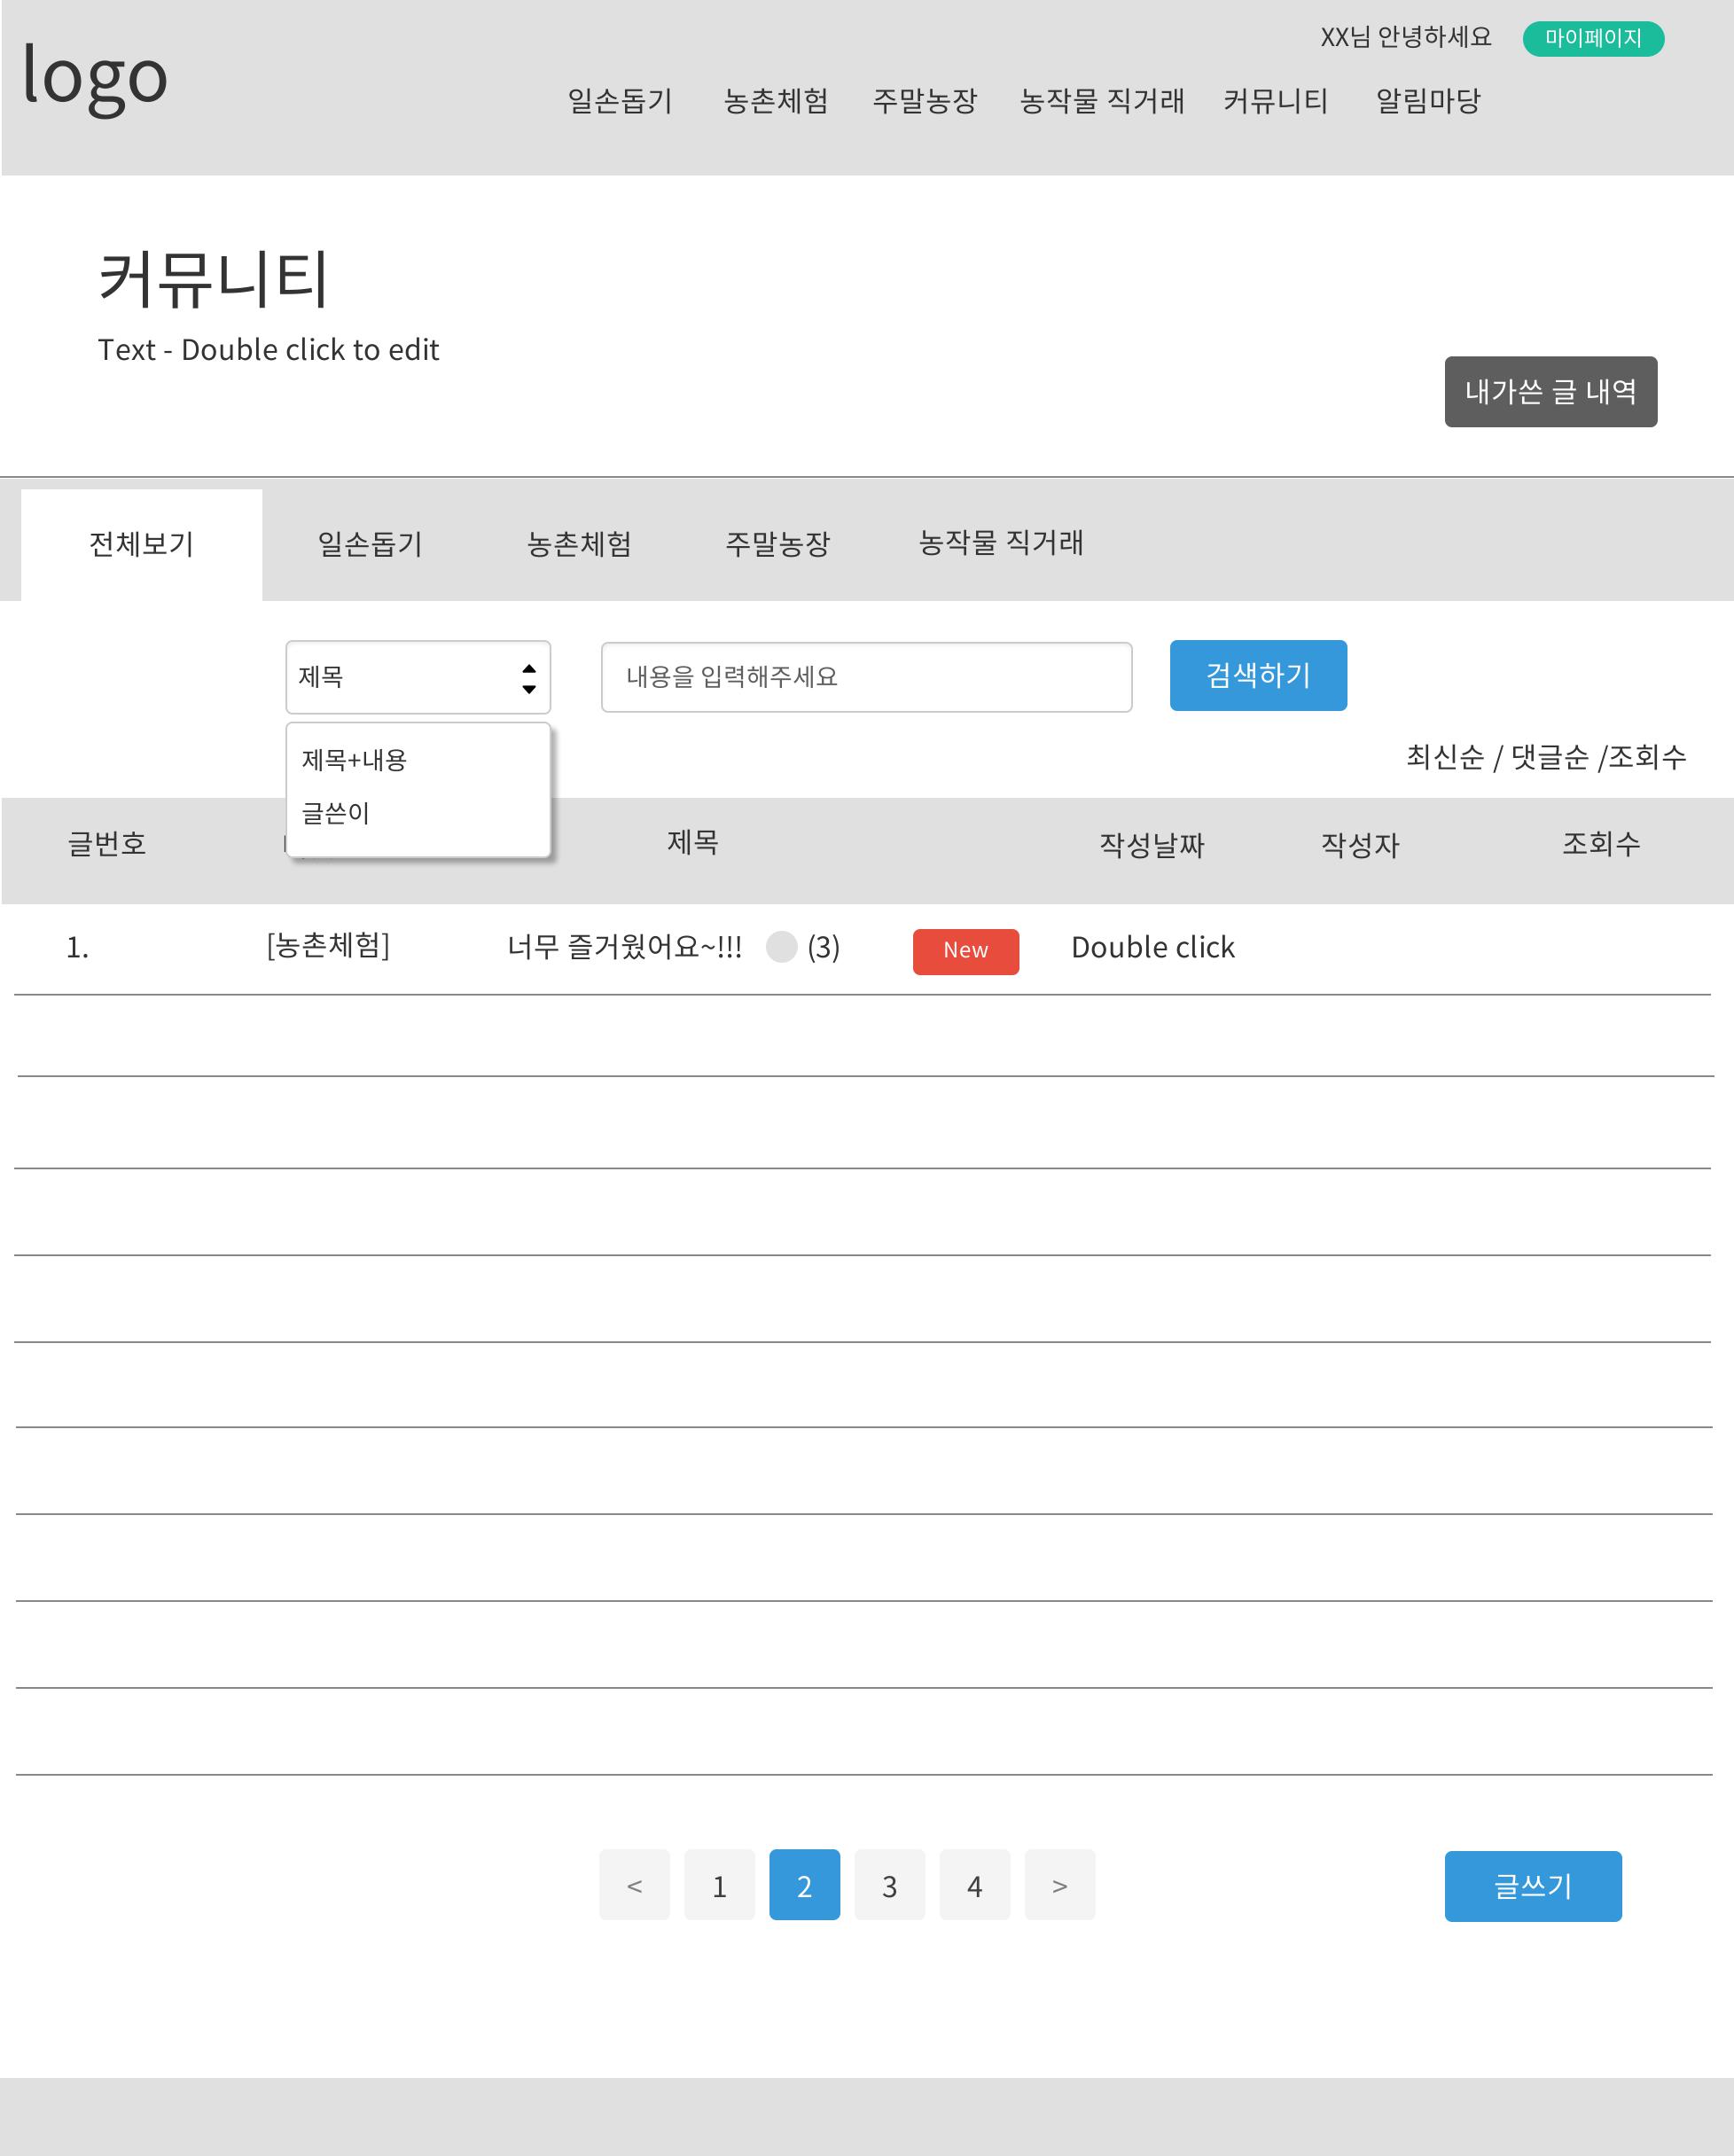 logo
XX님 안녕하세요 마이페이지
일손돕기 농촌체험 주말농장 농작물 직거래 커뮤니티 알림마당
커뮤니티
Text - Double click to edit
내가쓴 글 내역
전체보기 일손돕기 농촌체험 주말농장 농작물 직거래
제목 내용을 입력해주세요 검색하기
제목+내용
글쓴이
최신순 / 댓글순 /조회수
글번호 제목 작성날짜 작성자 조회수
1. [농촌체험] 너무 즐거웠어요~!!! (3) New Double click
< 1 2 3 4 > 글쓰기